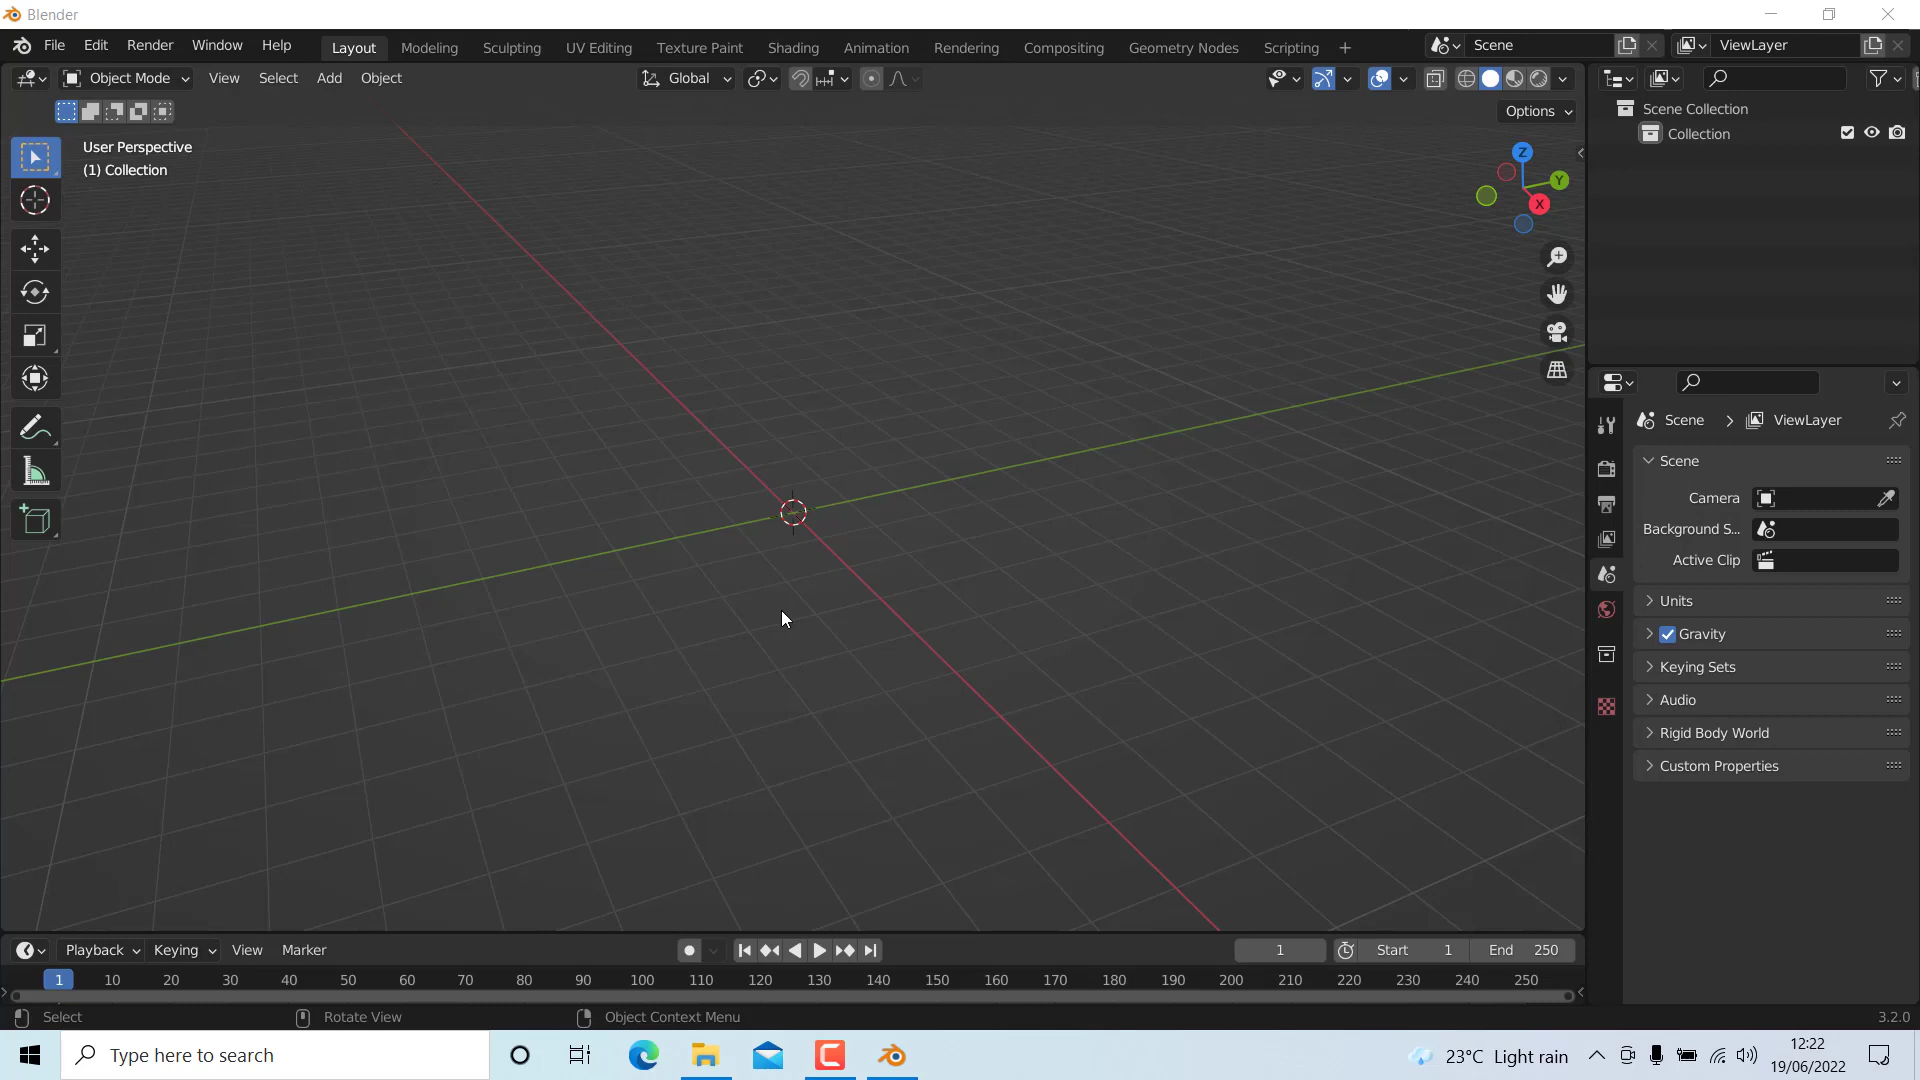 Blender
File Edit Render Window Help Layout Modeling Sculpting UV Editing Texture Paint Shading Animation Rendering Compositing Geometry Nodes Scripting + Scene ViewLayer
Object Mode View Select Add Object Global
Options
User Perspective
(1) Collection
Z
Y
X
Scene Collection
Collection
Scene > ViewLayer
Scene
Camera
Background S...
Active Clip
Units
Gravity
Keying Sets
Audio
Rigid Body World
Custom Properties
Playback Keying View Marker 1 Start 1 End 250
1 10 20 30 40 50 60 70 80 90 100 110 120 130 140 150 160 170 180 190 200 210 220 230 240 250
Select Rotate View Object Context Menu 3.2.0
Type here to search 23°C Light rain 12:22
19/06/2022